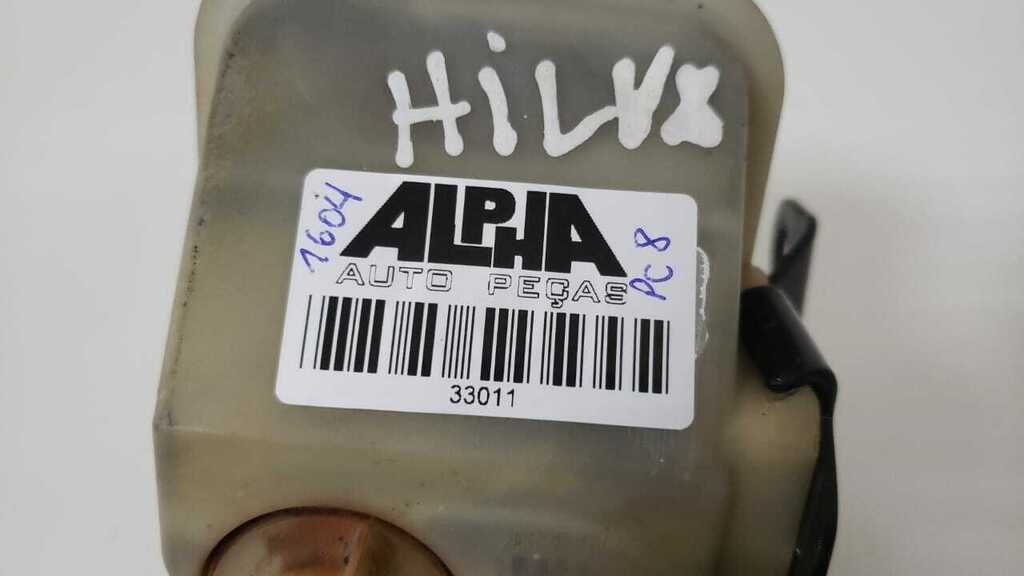 HiLUX
1604
ALPHA
AUTO PEÇAS
PC 8
33011